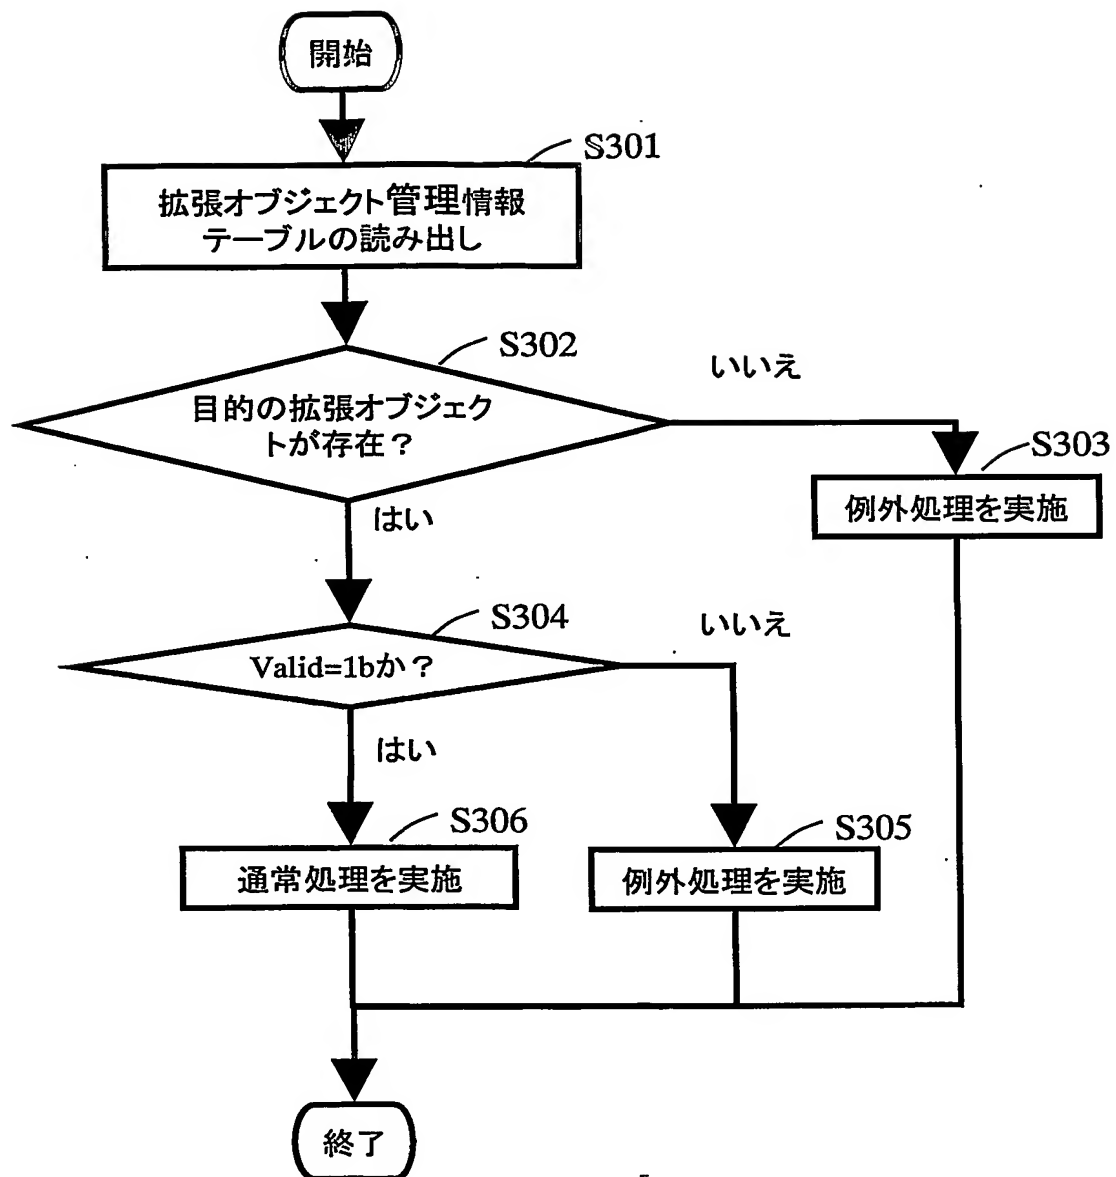 開始
S301
拡張オブジェクト管理情報
テーブルの読み出し
S302
いいえ
目的の拡張オブジェク
トが存在？
S303
例外処理を実施
はい
S304
いいえ
Valid=1bか？
はい
S306
通常処理を実施
S305
例外処理を実施
終了